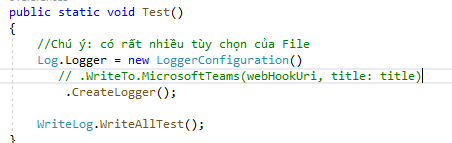 public static void Test()
{
//Chú ý: có rất nhiều tùy chọn của File
Log.Logger = new LoggerConfiguration()
// .WriteTo.MicrosoftTeams(webHookUri, title: title)
.CreateLogger();
WriteLog.WriteAllTest();
}